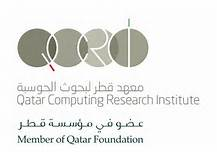 QCRI
معهد قطر لبحوث الحوسبة
Qatar Computing Research Institute
عضو في مؤسسة قطر
Member of Qatar Foundation